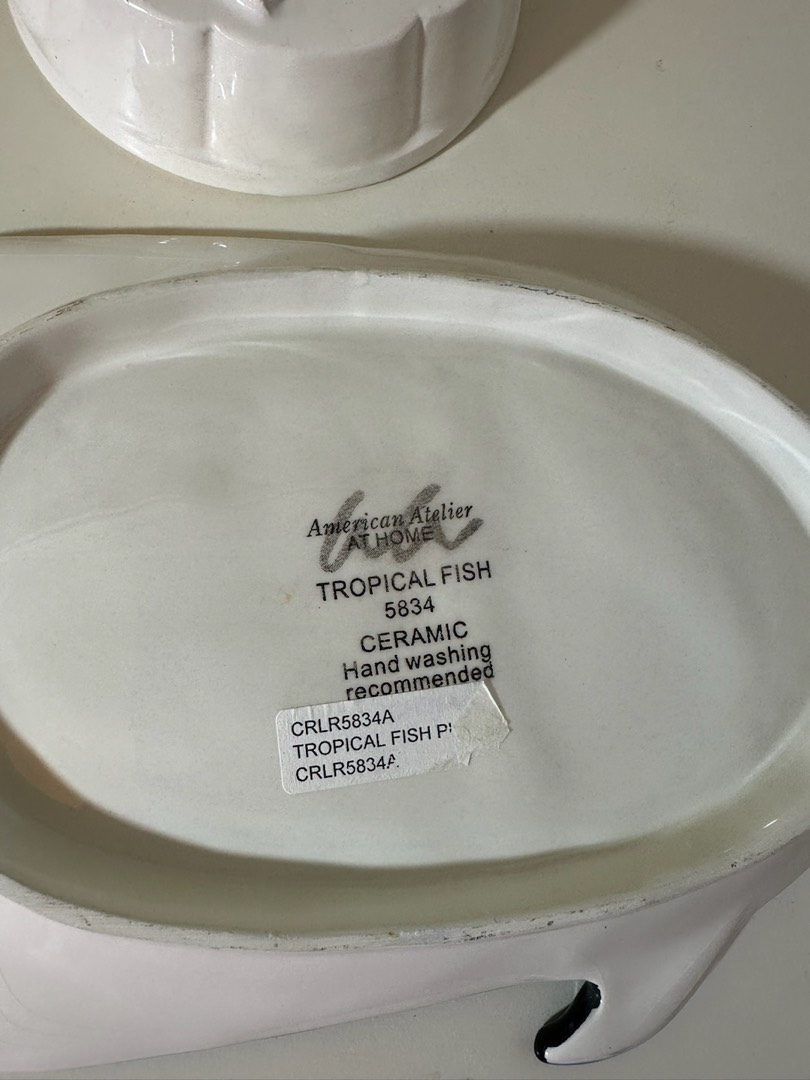 American Atelier
AT HOME
TROPICAL FISH
5834
CERAMIC
Hand washing
recommended
CRLR5834A
TROPICAL FISH
CRLR5834A